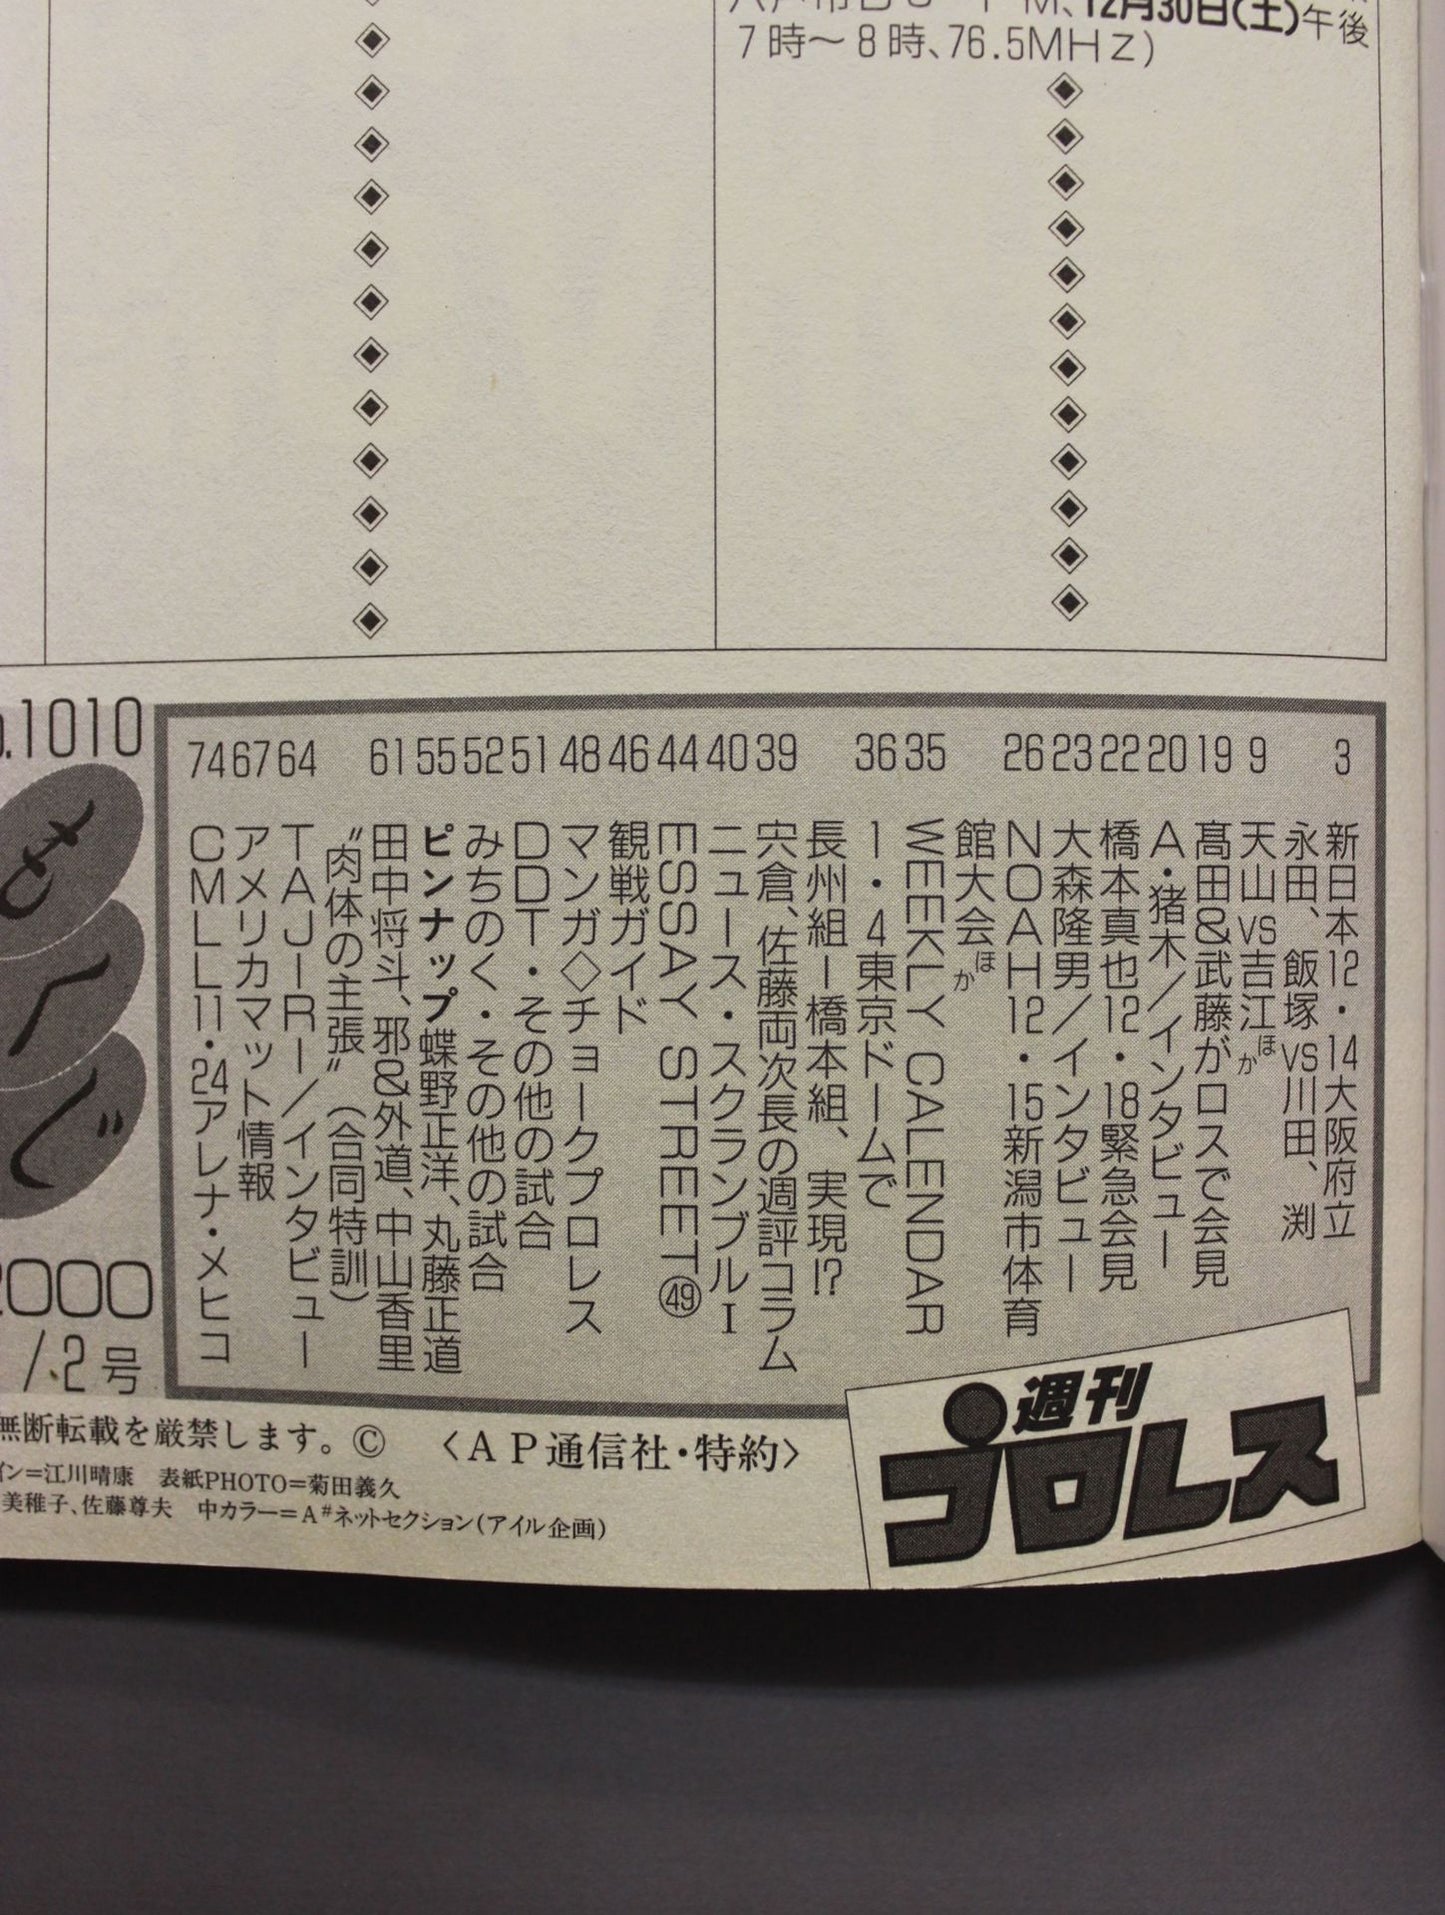 12月30日(土)午後
7時〜8時、76.5MHz)
3 新日本12・14大阪府立
永田、飯塚vs川田、渕
9 天山vs吉江ほか
19 髙田&武藤がロスで会見
20 A・猪木／インタビュー
22 橋本真也12・18緊急会見
23 大森隆男／インタビュー
26 NOAH12・15新潟市体育
館大会ほか
35 WEEKLY CALENDAR
36 1・4東京ドームで
長州組ー橋本組、実現!?
39 宍倉、佐藤両次長の週評コラム
40 ニュース・スクランブルI
44 ESSAY STREET㊾
46 観戦ガイド
48 マンガ◇チョークプロレス
51 DDT・その他の試合
52 みちのく・その他の試合
55 ピンナップ蝶野正洋、丸藤正道
61 田中将斗、邪&外道、中山香里
〝肉体の主張〟(合同特訓)
64 TAJIRI／インタビュー
67 アメリカマット情報
74 CMLL11・24アレナ・メヒコ
.1010
もくじ
2000
/.2号
週刊
プロレス
無断転載を厳禁します。© 〈AP通信社・特約〉
イン=江川晴康 表紙PHOTO=菊田義久
美稚子、佐藤尊夫 中カラー=A#ネットセクション(アイル企画)